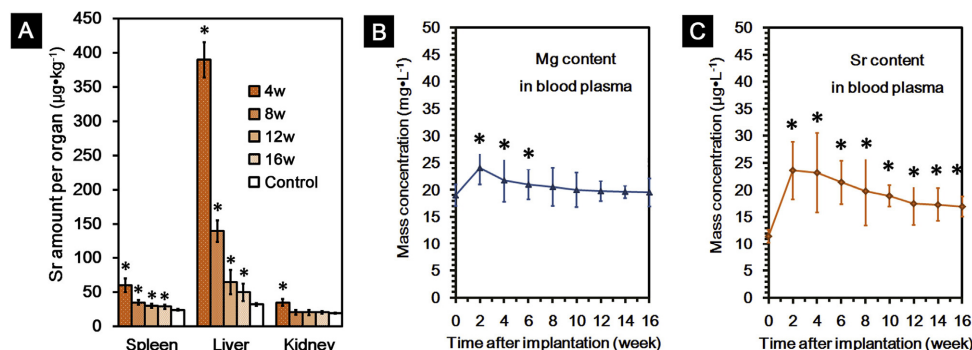 A
Sr amount per organ (μg•kg⁻¹)
450
400
350
300
250
200
150
100
50
0
*
*
*
*
*
*
*
*
*
4w
8w
12w
16w
Control
Spleen
Liver
Kidney
B
Mass concentration (mg•L⁻¹)
50
45
40
35
30
25
20
15
10
5
0
Mg content
in blood plasma
* * *
0 2 4 6 8 10 12 14 16
Time after implantation (week)
C
Mass concentration (μg•L⁻¹)
50
45
40
35
30
25
20
15
10
5
0
Sr content
in blood plasma
* * * * * * * *
0 2 4 6 8 10 12 14 16
Time after implantation (week)